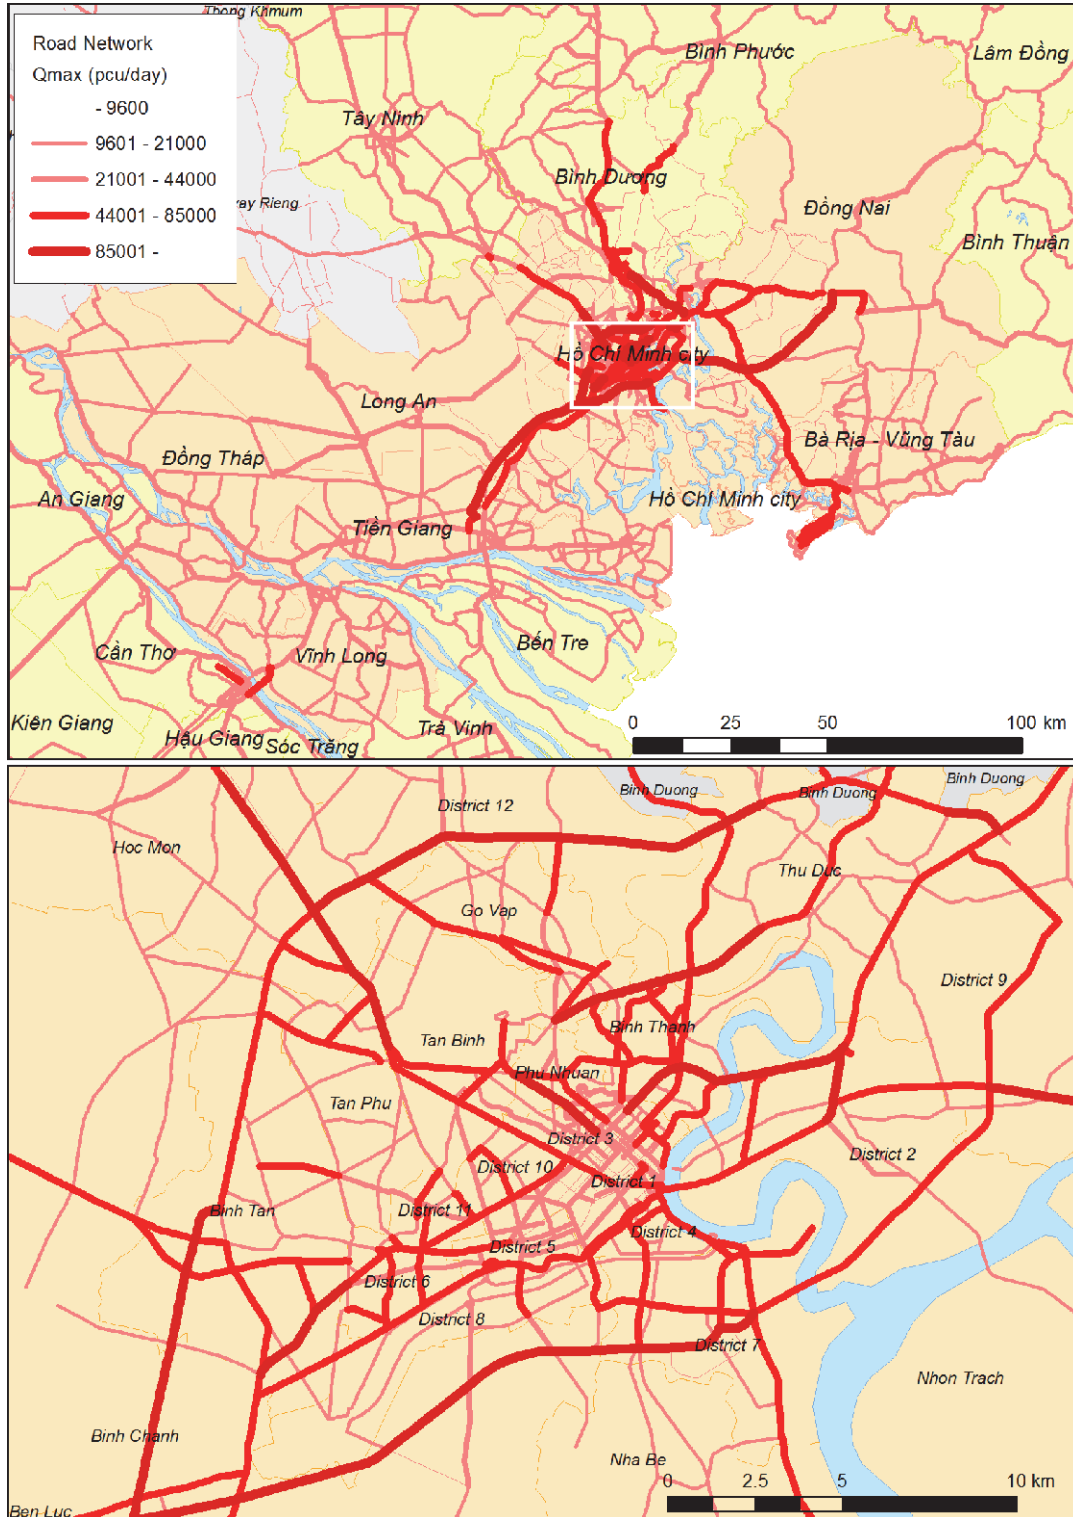 Thong Khmum
Road Network
Qmax (pcu/day)
- 9600
9601 - 21000
21001 - 44000
44001 - 85000
85001 -
Bình Phước
Lâm Đồng
Tây Ninh
Bình Dương
ay Rieng
Đồng Nai
Bình Thuận
Hồ Chí Minh city
Long An
Đồng Tháp
Bà Rịa - Vũng Tàu
An Giang
Hồ Chí Minh city
Tiền Giang
Cần Thơ
Vĩnh Long
Bến Tre
Kiên Giang
Hậu Giang
Sóc Trăng
Trà Vinh
0 25 50 100 km
Binh Duong
Binh Duong
Binh Duong
District 12
Hoc Mon
Thu Duc
Go Vap
District 9
Tan Binh
Binh Thanh
Phu Nhuan
Tan Phu
District 3
District 2
District 10
District 1
Binh Tan
District 11
District 4
District 5
District 6
District 8
District 7
Nhon Trach
Binh Chanh
Nha Be
0 2.5 5 10 km
Ben Luc